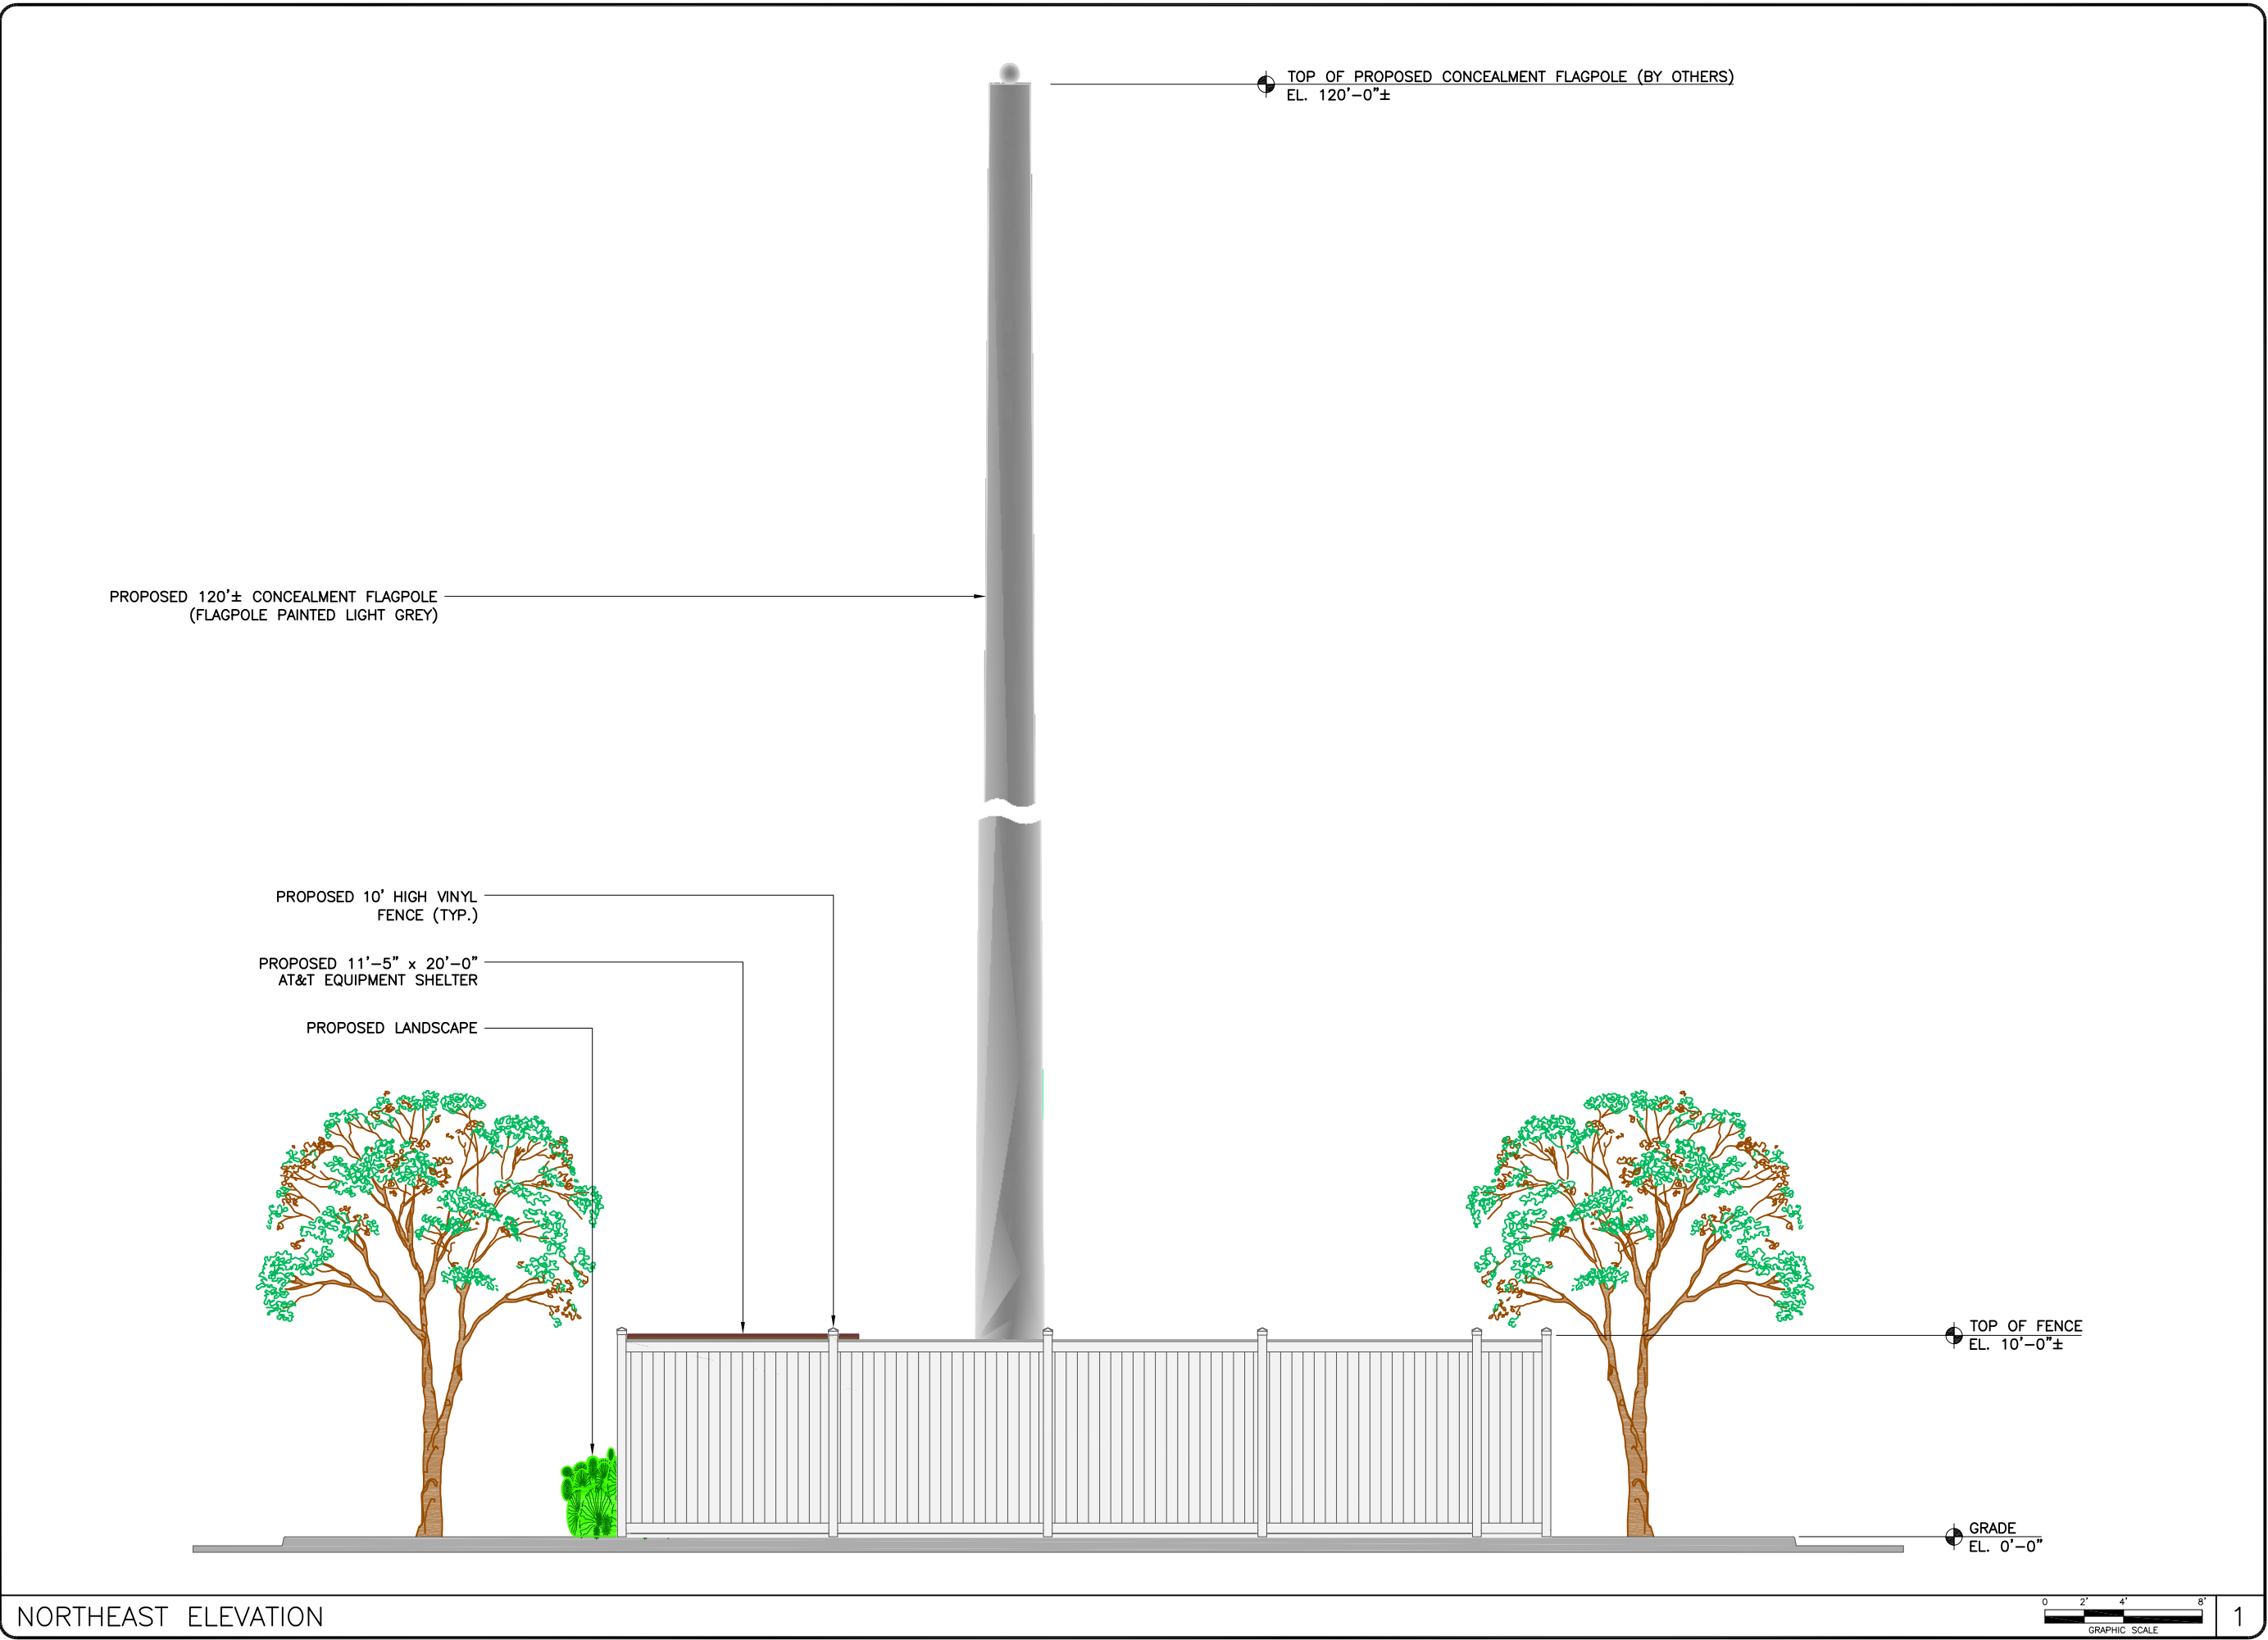 TOP OF PROPOSED CONCEALMENT FLAGPOLE (BY OTHERS)
EL. 120'-0"±
PROPOSED 120'± CONCEALMENT FLAGPOLE
(FLAGPOLE PAINTED LIGHT GREY)
PROPOSED 10' HIGH VINYL
FENCE (TYP.)
PROPOSED 11'-5" x 20'-0"
AT&T EQUIPMENT SHELTER
PROPOSED LANDSCAPE
TOP OF FENCE
EL. 10'-0"±
GRADE
EL. 0'-0"
NORTHEAST ELEVATION
0 2' 4' 8'
GRAPHIC SCALE
1